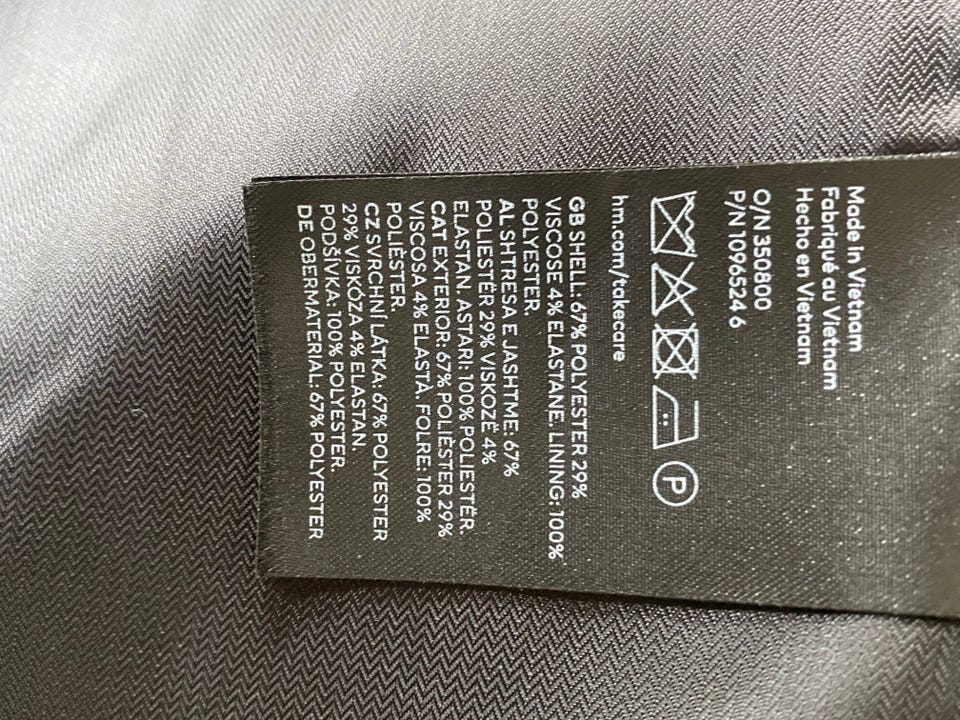 Made in Vietnam
Fabriqué au Vietnam
Hecho en Vietnam
O/N 350800
P/N 10965246
P
hm.com/takecare
GB SHELL: 67% POLYESTER 29%
VISCOSE 4% ELASTANE. LINING: 100%
POLYESTER.
AL SHTRESA E JASHTME: 67%
POLIESTËR 29% VISKOZË 4%
ELASTAN. ASTARI: 100% POLIESTËR.
CAT EXTERIOR: 67% POLIÈSTER 29%
VISCOSA 4% ELASTÀ. FOLRE: 100%
POLIÈSTER.
CZ SVRCHNÍ LÁTKA: 67% POLYESTER
29% VISKÓZA 4% ELASTAN.
PODŠÍVKA: 100% POLYESTER.
DE OBERMATERIAL: 67% POLYESTER